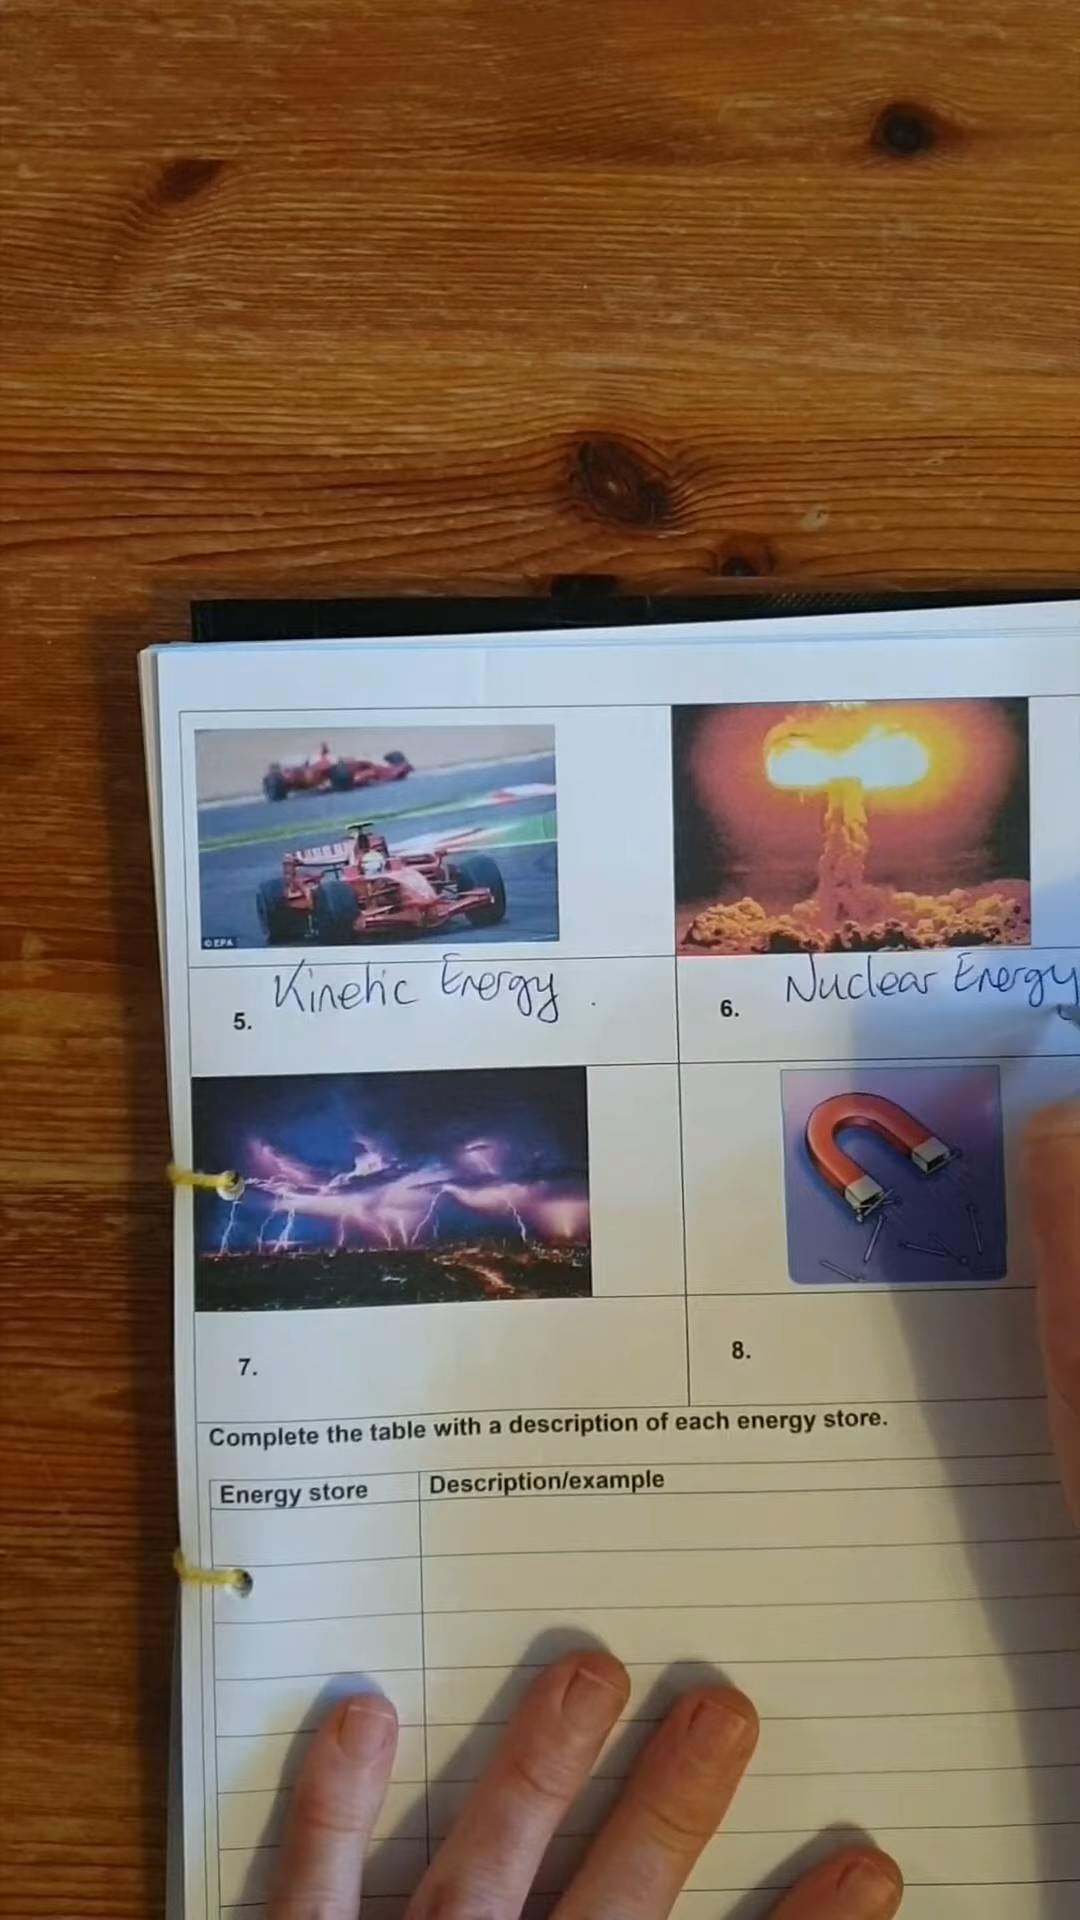 © EPA
5. Kinetic Energy .
6. Nuclear Energy
7.
8.
Complete the table with a description of each energy store.
Energy store Description/example